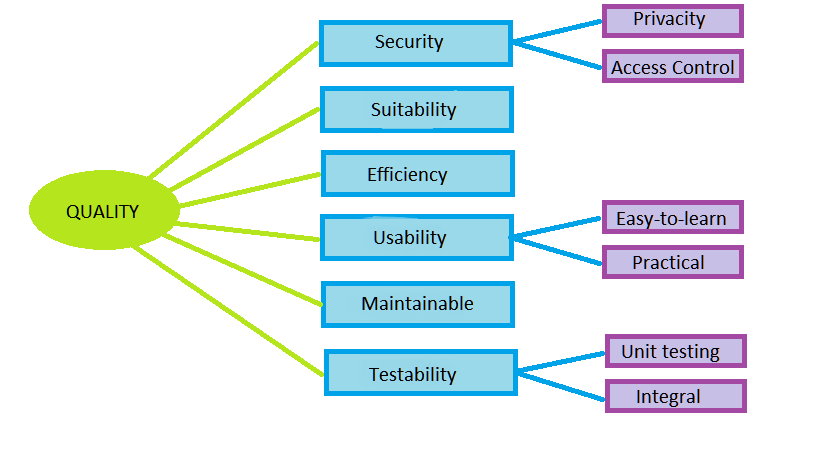 QUALITY
Security
Privacity
Access Control
Suitability
Efficiency
Usability
Easy-to-learn
Practical
Maintainable
Testability
Unit testing
Integral